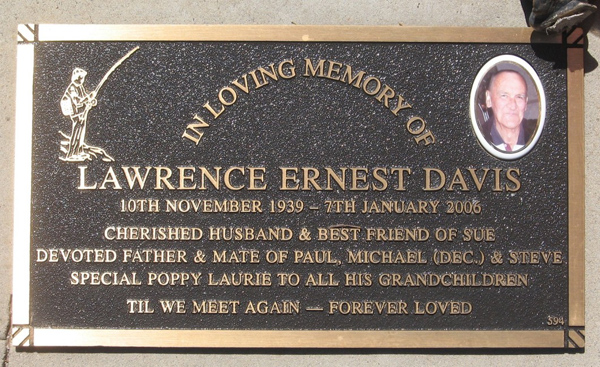 IN LOVING MEMORY OF
LAWRENCE ERNEST DAVIS
10TH NOVEMBER 1939 – 7TH JANUARY 2006
CHERISHED HUSBAND & BEST FRIEND OF SUE
DEVOTED FATHER & MATE OF PAUL, MICHAEL (DEC.) & STEVE
SPECIAL POPPY LAURIE TO ALL HIS GRANDCHILDREN
TIL WE MEET AGAIN — FOREVER LOVED
394